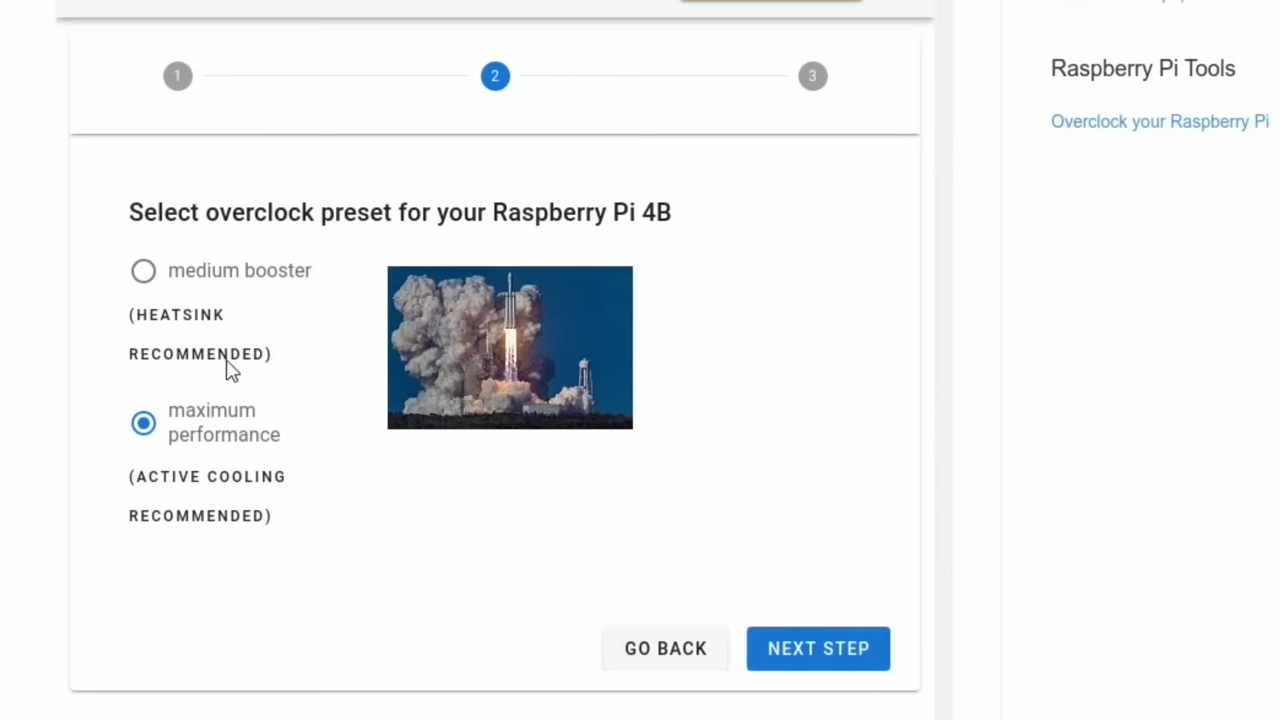 1
2
3
Raspberry Pi Tools
Overclock your Raspberry Pi
Select overclock preset for your Raspberry Pi 4B
medium booster
(HEATSINK
RECOMMENDED)
maximum
performance
(ACTIVE COOLING
RECOMMENDED)
GO BACK
NEXT STEP